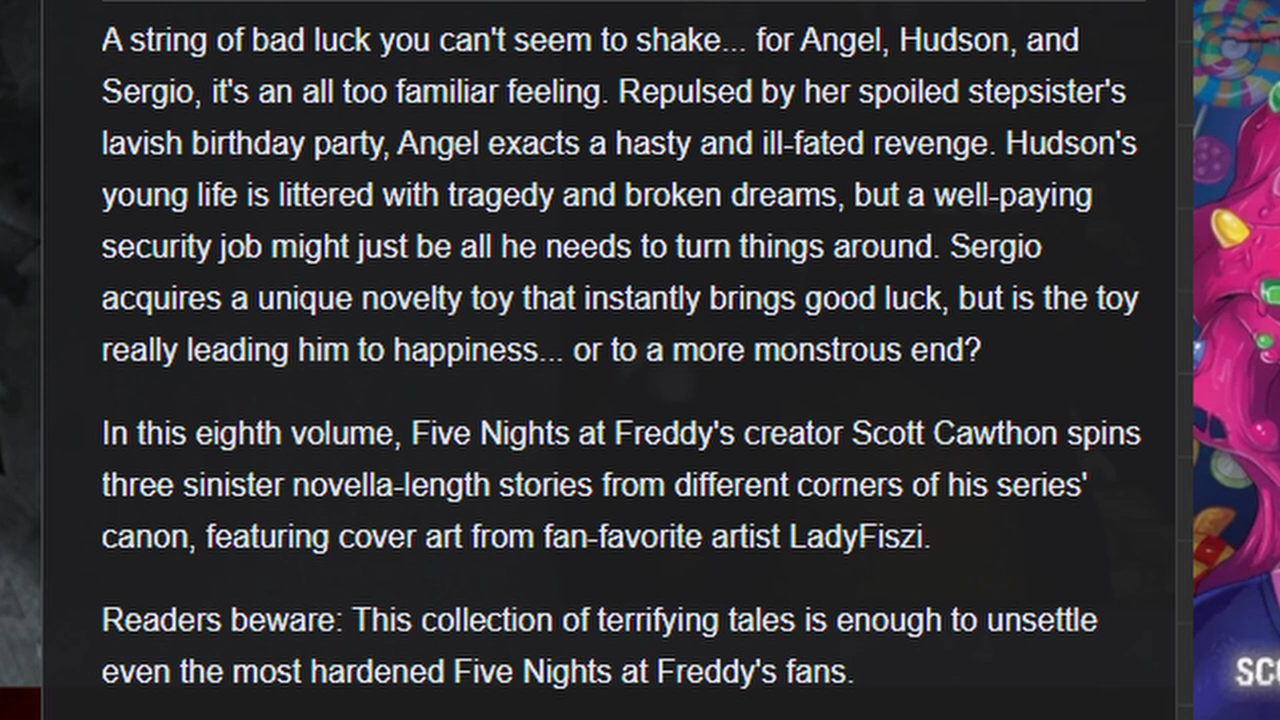 A string of bad luck you can't seem to shake... for Angel, Hudson, and
Sergio, it's an all too familiar feeling. Repulsed by her spoiled stepsister's
lavish birthday party, Angel exacts a hasty and ill-fated revenge. Hudson's
young life is littered with tragedy and broken dreams, but a well-paying
security job might just be all he needs to turn things around. Sergio
acquires a unique novelty toy that instantly brings good luck, but is the toy
really leading him to happiness... or to a more monstrous end?
In this eighth volume, Five Nights at Freddy's creator Scott Cawthon spins
three sinister novella-length stories from different corners of his series'
canon, featuring cover art from fan-favorite artist LadyFiszi.
Readers beware: This collection of terrifying tales is enough to unsettle
even the most hardened Five Nights at Freddy's fans.